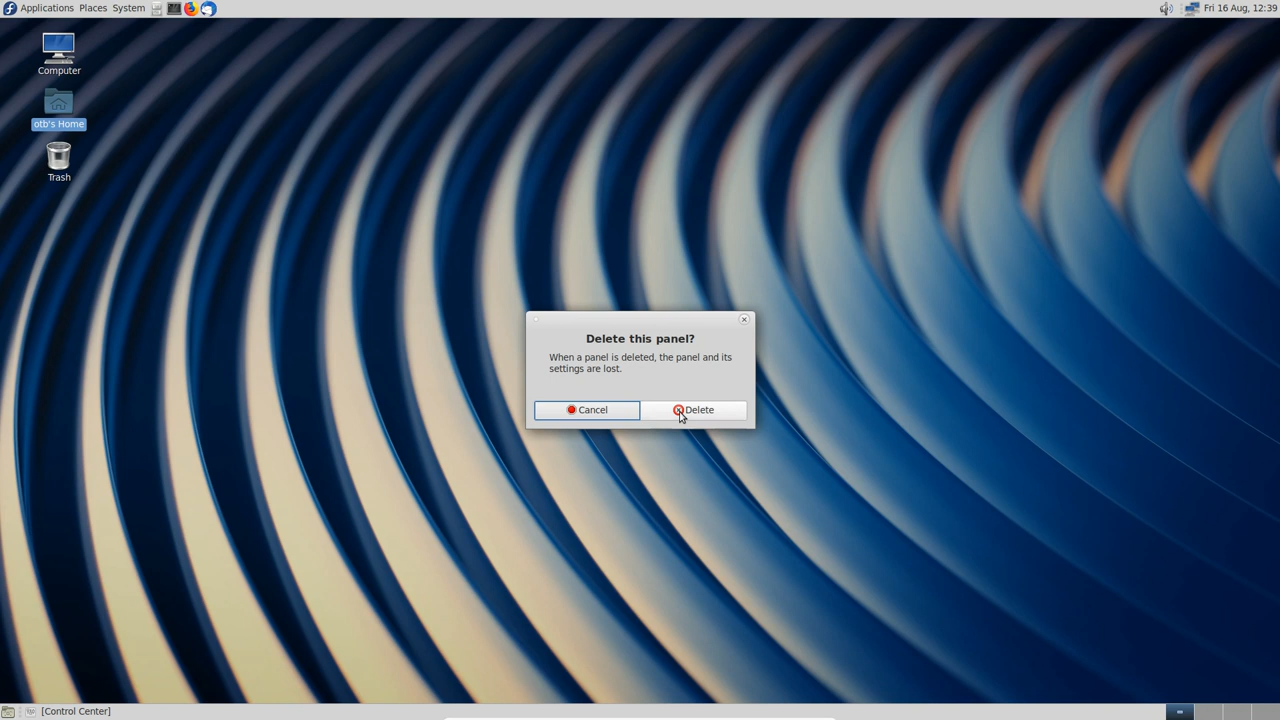 Applications Places System
Fri 16 Aug, 12:39
Computer
otb's Home
Trash
Delete this panel?
When a panel is deleted, the panel and its
settings are lost.
Cancel Delete
[Control Center]